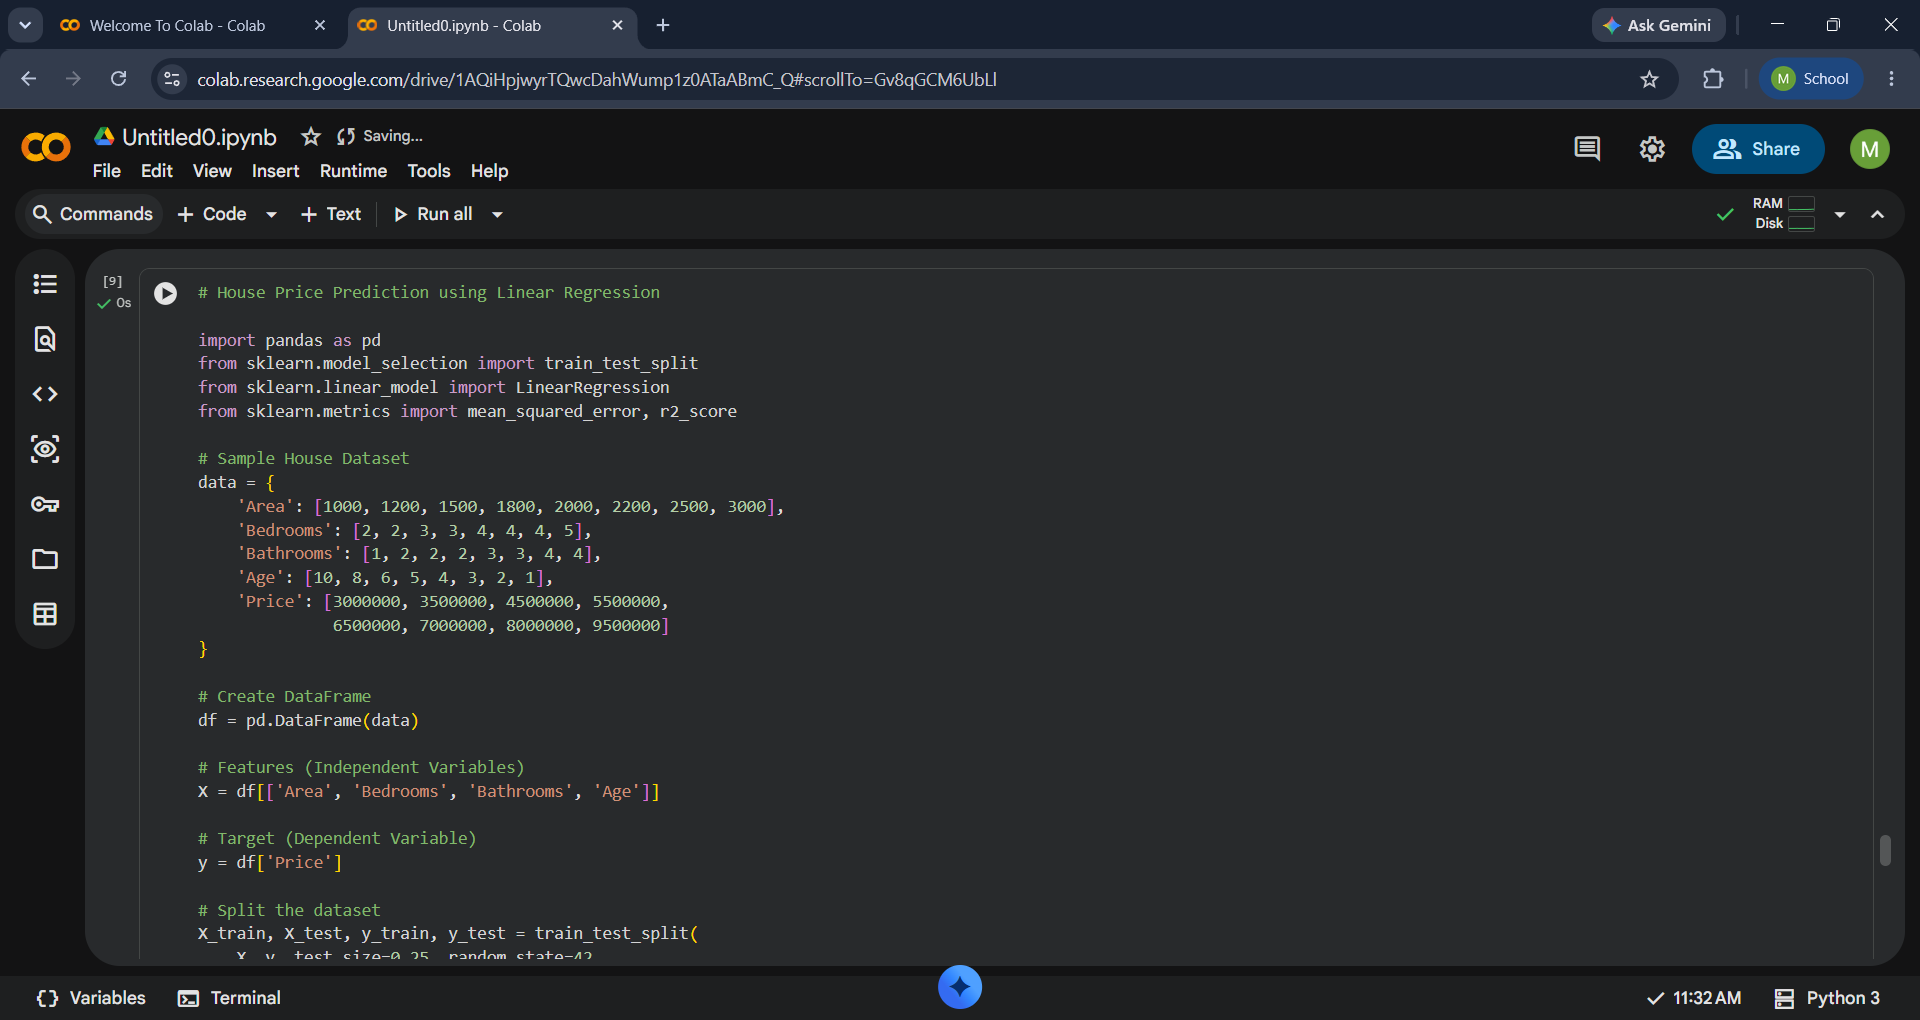 Welcome To Colab - Colab
Untitled0.ipynb - Colab
Ask Gemini
colab.research.google.com/drive/1AQiHpjwyrTQwcDahWump1z0ATaABmC_Q#scrollTo=Gv8qGCM6UbLl
M School
Untitled0.ipynb
Saving...
File Edit View Insert Runtime Tools Help
Share
M
Commands + Code + Text Run all
RAM
Disk
[9]
0s
# House Price Prediction using Linear Regression
import pandas as pd
from sklearn.model_selection import train_test_split
from sklearn.linear_model import LinearRegression
from sklearn.metrics import mean_squared_error, r2_score
# Sample House Dataset
data = {
    'Area': [1000, 1200, 1500, 1800, 2000, 2200, 2500, 3000],
    'Bedrooms': [2, 2, 3, 3, 4, 4, 4, 5],
    'Bathrooms': [1, 2, 2, 2, 3, 3, 4, 4],
    'Age': [10, 8, 6, 5, 4, 3, 2, 1],
    'Price': [3000000, 3500000, 4500000, 5500000,
              6500000, 7000000, 8000000, 9500000]
}
# Create DataFrame
df = pd.DataFrame(data)
# Features (Independent Variables)
X = df[['Area', 'Bedrooms', 'Bathrooms', 'Age']]
# Target (Dependent Variable)
y = df['Price']
# Split the dataset
X_train, X_test, y_train, y_test = train_test_split(
    X, y, test_size=0.25, random_state=42
Variables Terminal
11:32 AM Python 3